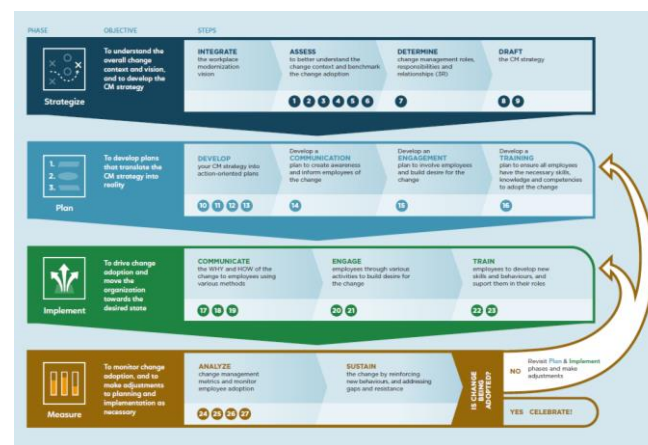 PHASE OBJECTIVE STEPS
Strategize
To understand the
overall change
context and vision,
and to develop the
CM strategy
INTEGRATE
the workplace
modernization
vision
ASSESS
to better understand the
change context and benchmark
the change adoption
1 2 3 4 5 6
DETERMINE
change management roles,
responsibilities and
relationships (3R)
7
DRAFT
the CM strategy
8 9
1.
2.
3.
Plan
To develop plans
that translate the
CM strategy into
reality
DEVELOP
your CM strategy into
action-oriented plans
10 11 12 13
Develop a
COMMUNICATION
plan to create awareness
and inform employees of
the change
14
Develop an
ENGAGEMENT
plan to involve employees
and build desire for the
change
15
Develop a
TRAINING
plan to ensure all employees
have the necessary skills,
knowledge and competencies
to adopt the change
16
Implement
To drive change
adoption and
move the
organization
towards the
desired state
COMMUNICATE
the WHY and HOW of the
change to employees using
various methods
17 18 19
ENGAGE
employees through various
activities to build desire for
the change
20 21
TRAIN
employees to develop new
skills and behaviours, and
suport them in their roles
22 23
Measure
To monitor change
adoption, and to
make adjustments
to planning and
implementation as
necessary
ANALYZE
change management
metrics and monitor
employee adoption
24 25 26 27
SUSTAIN
the change by reinforcing
new behaviours, and addressing
gaps and resistance
IS CHANGE
BEING
ADOPTED?
NO
Revisit Plan & Implement
phases and make
adjustments
YES CELEBRATE!